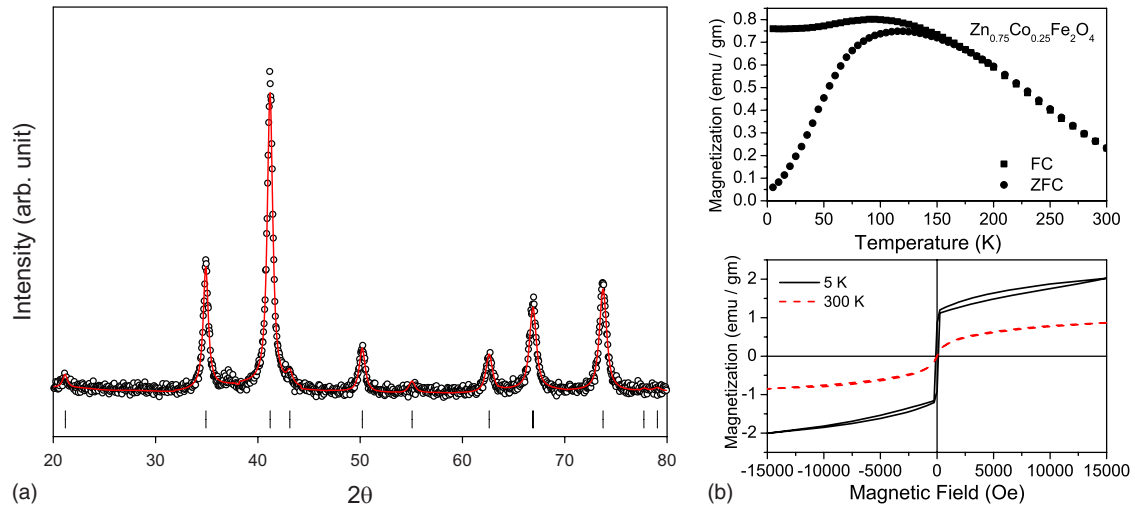 Intensity (arb. unit)
20 30 40 50 60 70 80
2θ
(a)
Magnetization (emu / gm)
0.8
0.7
0.6
0.5
0.4
0.3
0.2
0.1
0.0
Zn0.75Co0.25Fe2O4
FC
ZFC
0 50 100 150 200 250 300
Temperature (K)
Magnetization (emu / gm)
2
1
0
-1
-2
5 K
300 K
-15000 -10000 -5000 0 5000 10000 15000
Magnetic Field (Oe)
(b)